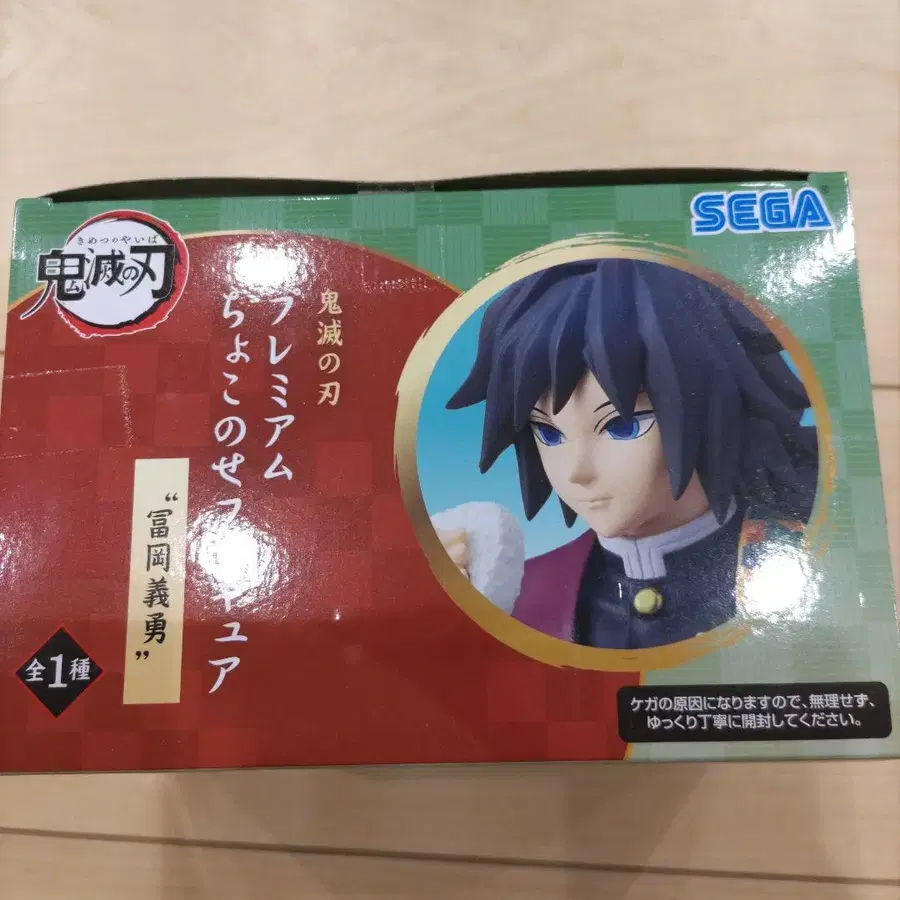 きめつのやいば
鬼滅の刃
SEGA
鬼滅の刃
プレミアム
ちょこのせフィギュア
“冨岡義勇”
全1種
ケガの原因になりますので、無理せず、
ゆっくり丁寧に開封してください。